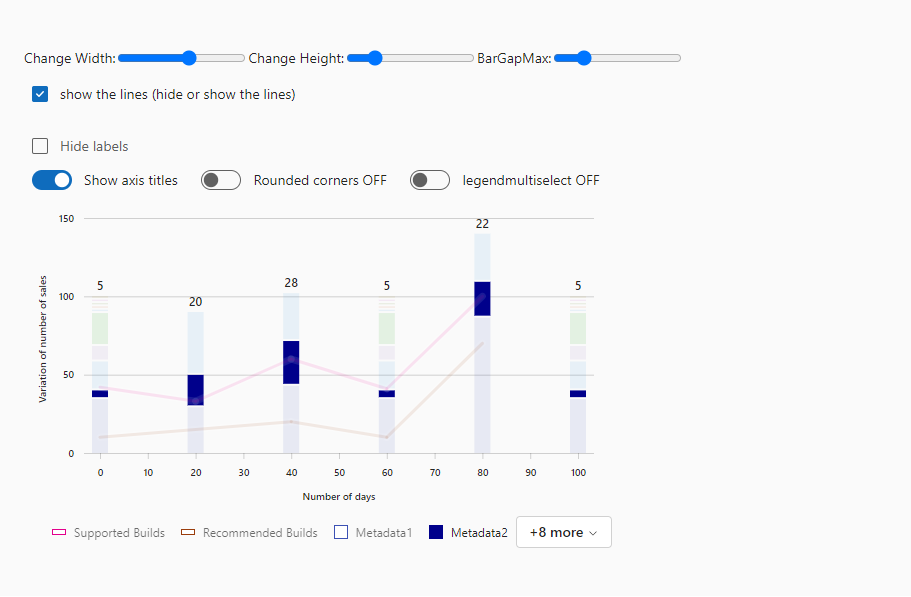 Change Width: Change Height: BarGapMax:
show the lines (hide or show the lines)
Hide labels
Show axis titles Rounded corners OFF legendmultiselect OFF
150
22
5 20 28 5 5
100
Variation of number of sales
50
0
0 10 20 30 40 50 60 70 80 90 100
Number of days
Supported Builds Recommended Builds Metadata1 Metadata2 +8 more